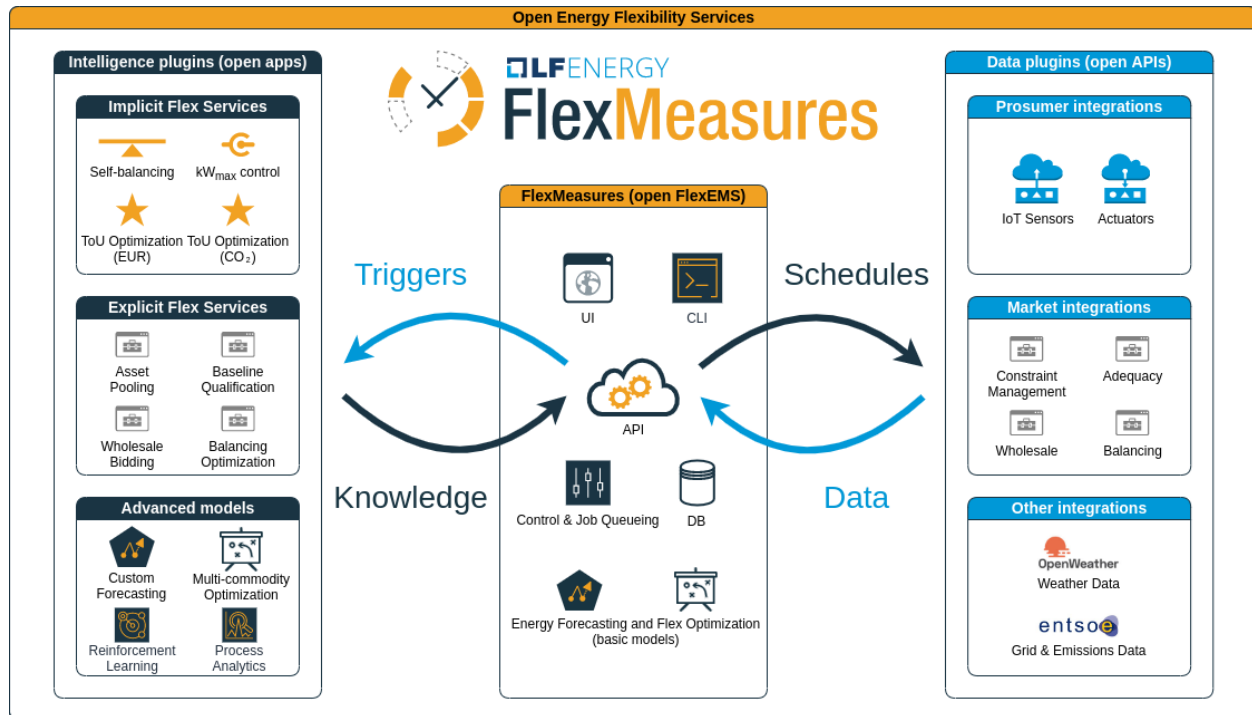 Open Energy Flexibility Services
Intelligence plugins (open apps)
Implicit Flex Services
Self-balancing
kWmax control
ToU Optimization
(EUR)
ToU Optimization
(CO₂)
Explicit Flex Services
Asset
Pooling
Baseline
Qualification
Wholesale
Bidding
Balancing
Optimization
Advanced models
Custom
Forecasting
Multi-commodity
Optimization
Reinforcement
Learning
Process
Analytics
LFENERGY
FlexMeasures
Triggers
Knowledge
FlexMeasures (open FlexEMS)
UI
CLI
API
Control & Job Queueing
DB
Energy Forecasting and Flex Optimization
(basic models)
Schedules
Data
Data plugins (open APIs)
Prosumer integrations
IoT Sensors
Actuators
Market integrations
Constraint
Management
Adequacy
Wholesale
Balancing
Other integrations
OpenWeather
Weather Data
entsoe
Grid & Emissions Data